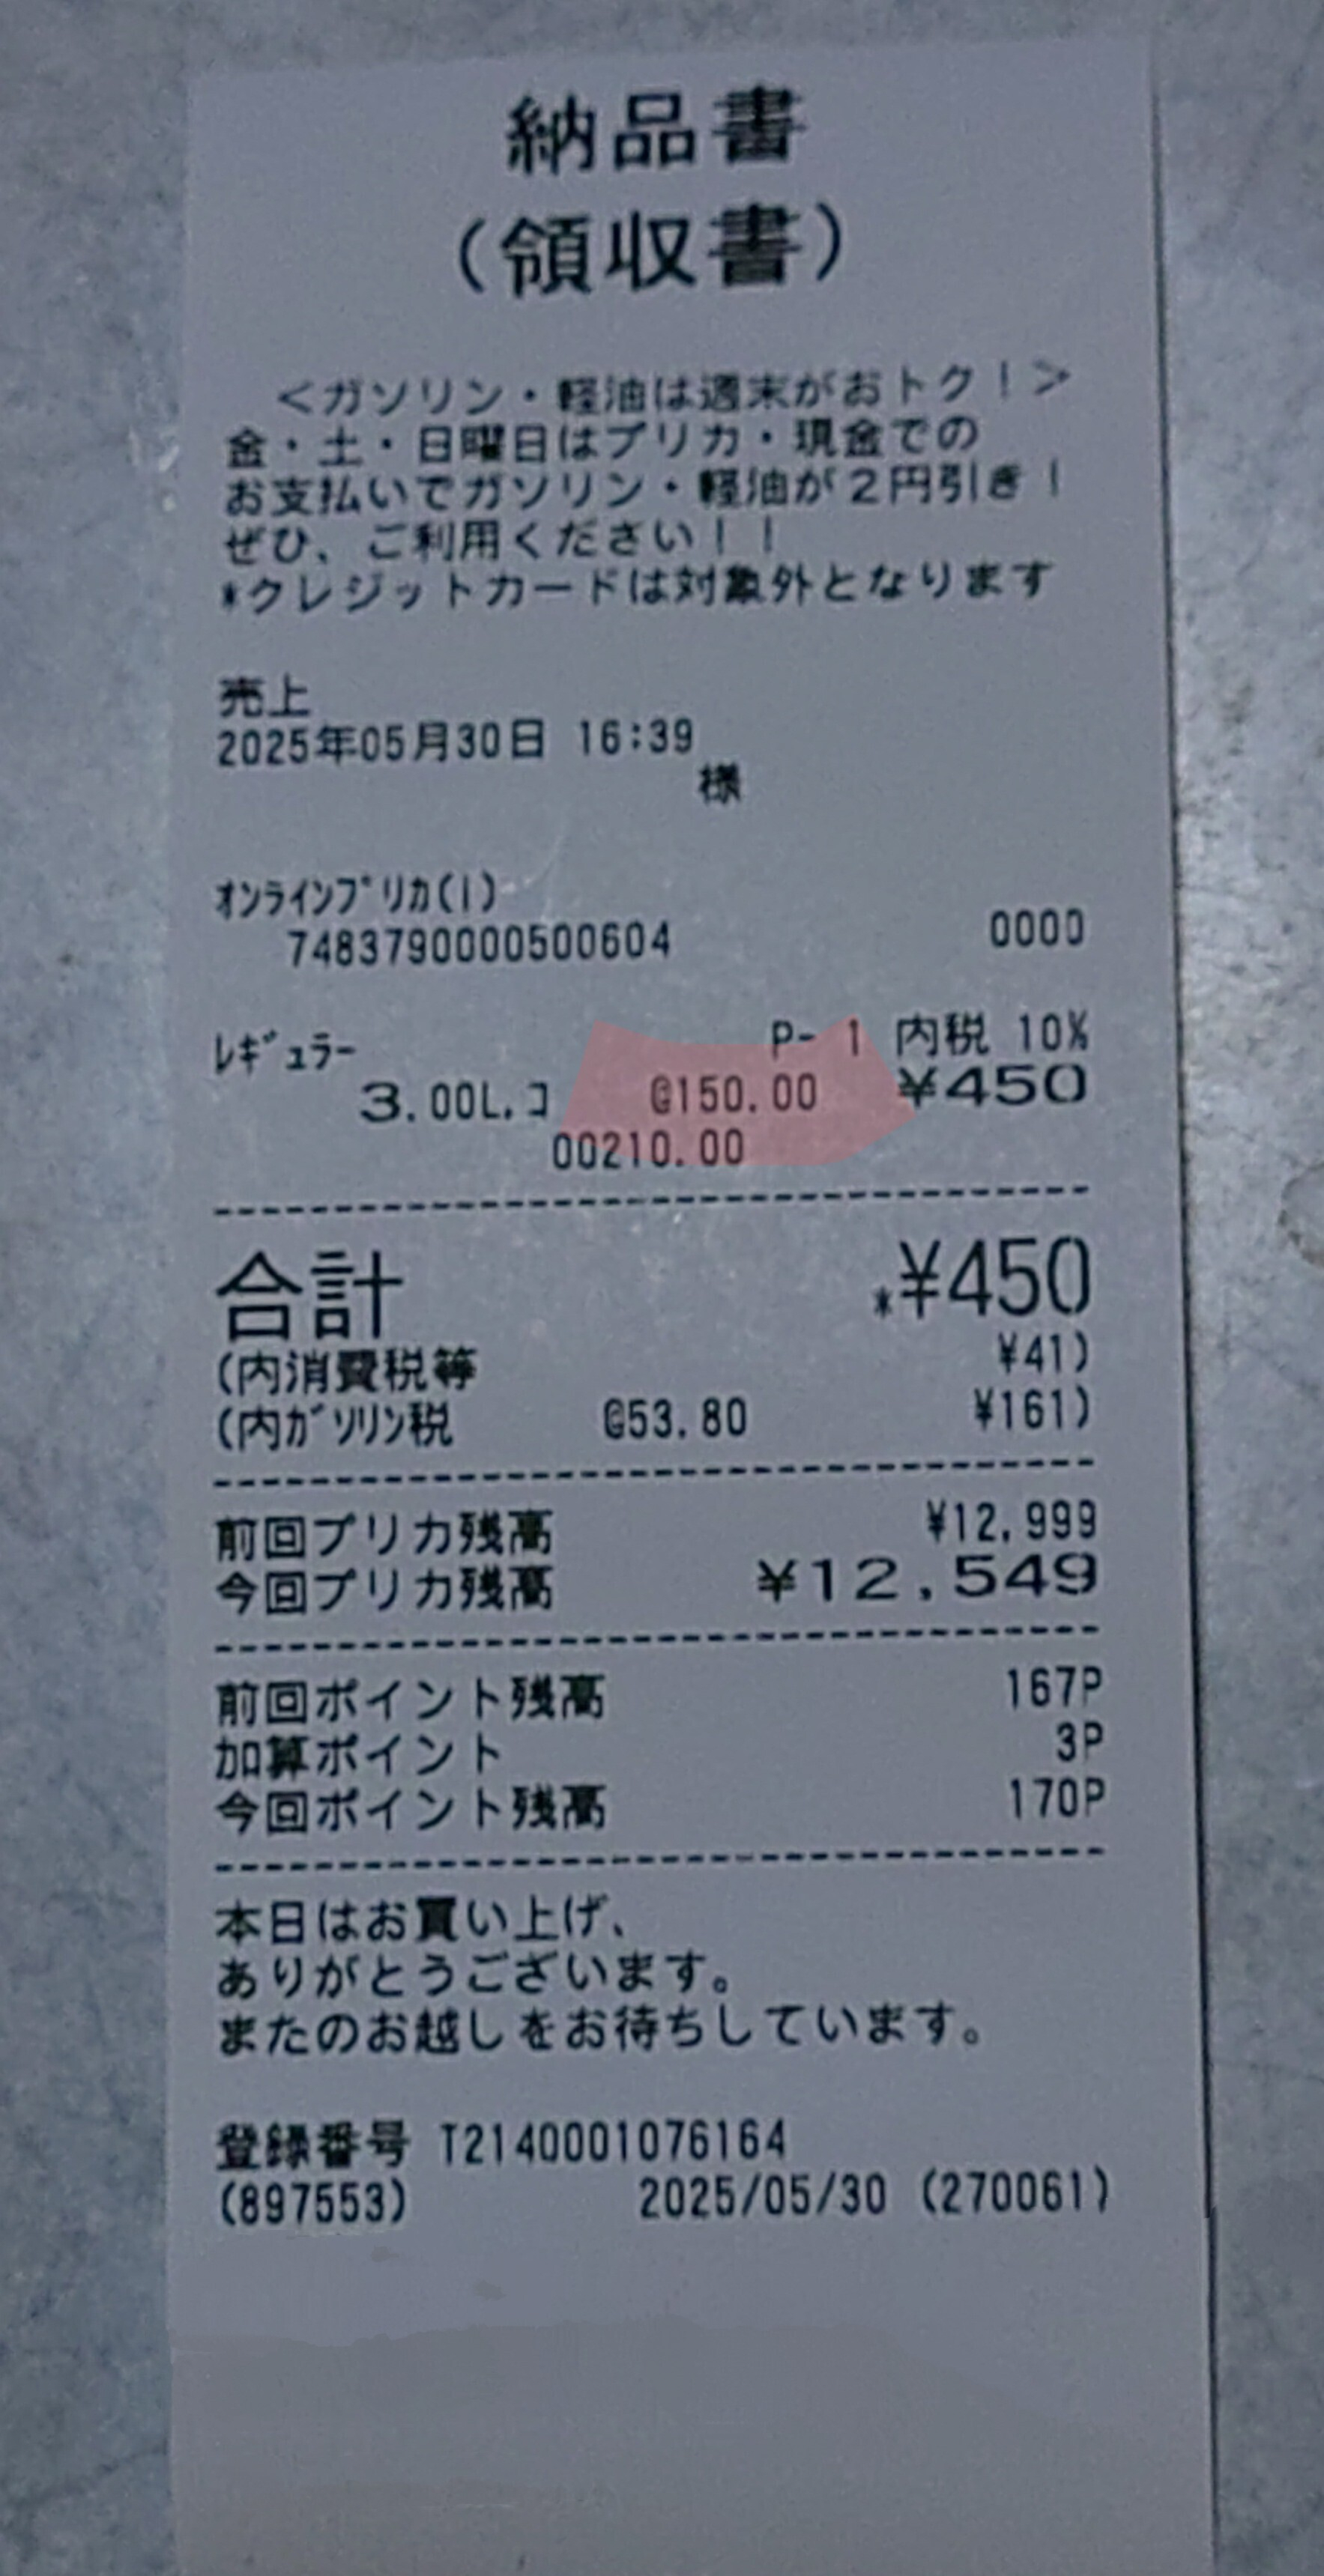 納品書
(領収書)
<ガソリン・軽油は週末がおトク！>
金・土・日曜日はプリカ・現金での
お支払いでガソリン・軽油が２円引き！
ぜひ、ご利用ください！！
*クレジットカードは対象外となります
売上
2025年05月30日 16:39
様
ｵﾝﾗｲﾝﾌﾟﾘｶ(I)
7483790000500604 0000
ﾚｷﾞｭﾗｰ P- 1 内税 10%
3.00L.コ @150.00 ¥450
00210.00
合計 *¥450
(内消費税等 ¥41)
(内ｶﾞｿﾘﾝ税 @53.80 ¥161)
前回プリカ残高 ¥12,999
今回プリカ残高 ¥12,549
前回ポイント残高 167P
加算ポイント 3P
今回ポイント残高 170P
本日はお買い上げ、
ありがとうございます。
またのお越しをお待ちしています。
登録番号 T2140001076164
(897553) 2025/05/30 (270061)